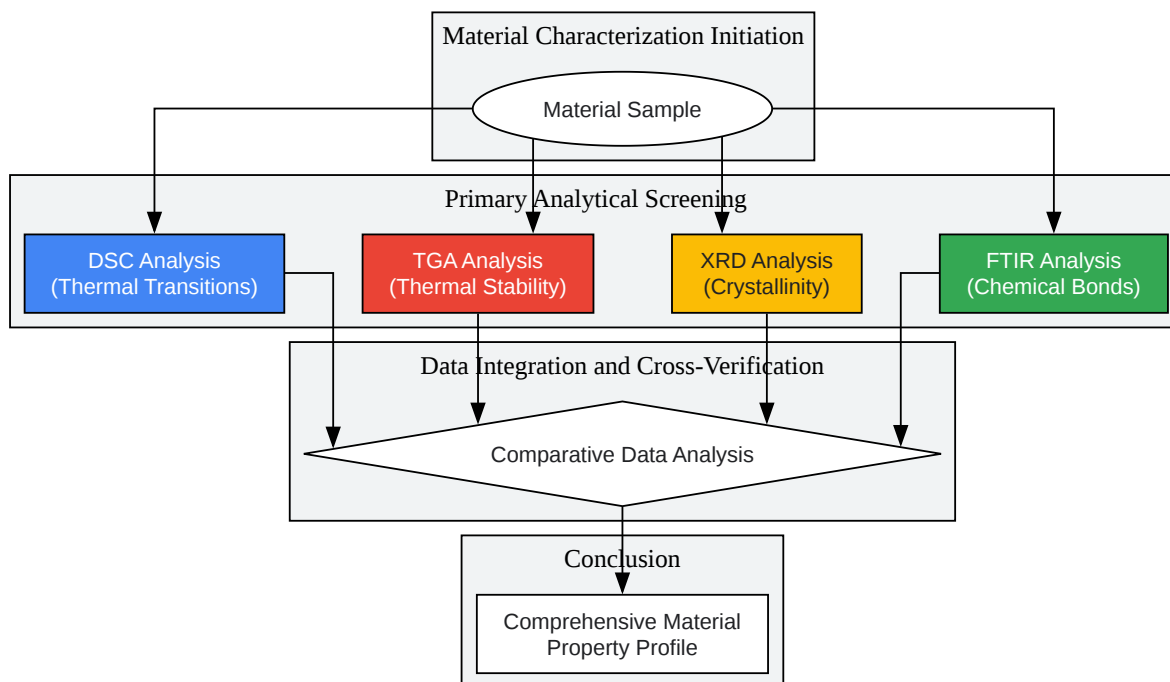 Material Characterization Initiation
Material Sample
Primary Analytical Screening
DSC Analysis
(Thermal Transitions)
TGA Analysis
(Thermal Stability)
XRD Analysis
(Crystallinity)
FTIR Analysis
(Chemical Bonds)
Data Integration and Cross-Verification
Comparative Data Analysis
Conclusion
Comprehensive Material
Property Profile